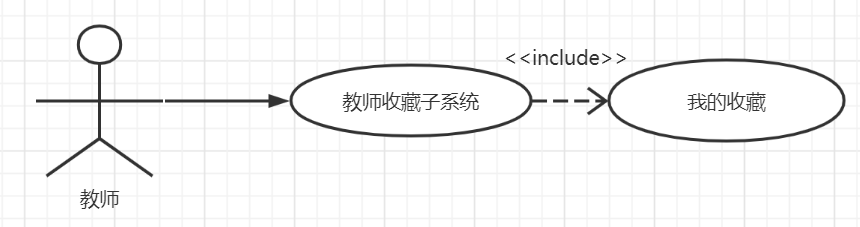 <<include>>
教师收藏子系统
我的收藏
教师